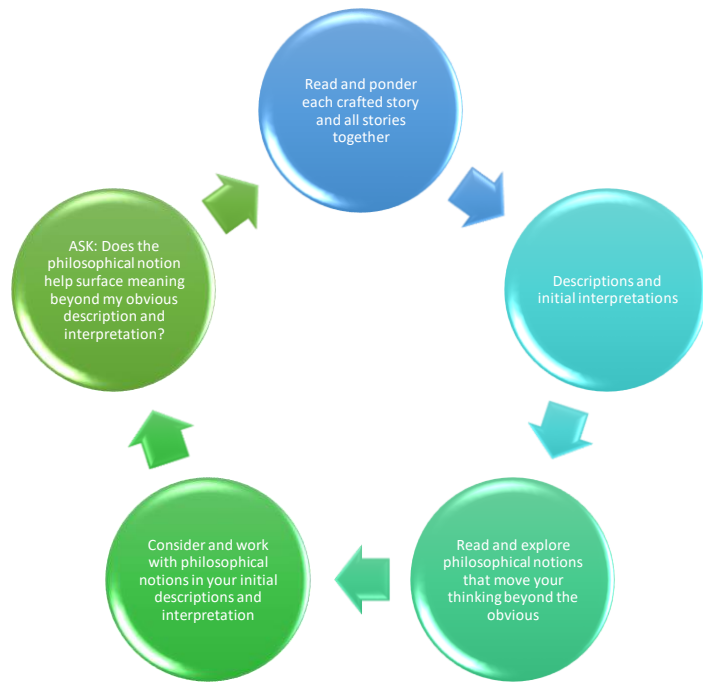 Read and ponder
each crafted story
and all stories
together
Descriptions and
initial interpretations
Read and explore
philosophical notions
that move your
thinking beyond the
obvious
Consider and work
with philosophical
notions in your initial
descriptions and
interpretation
ASK: Does the
philosophical notion
help surface meaning
beyond my obvious
description and
interpretation?